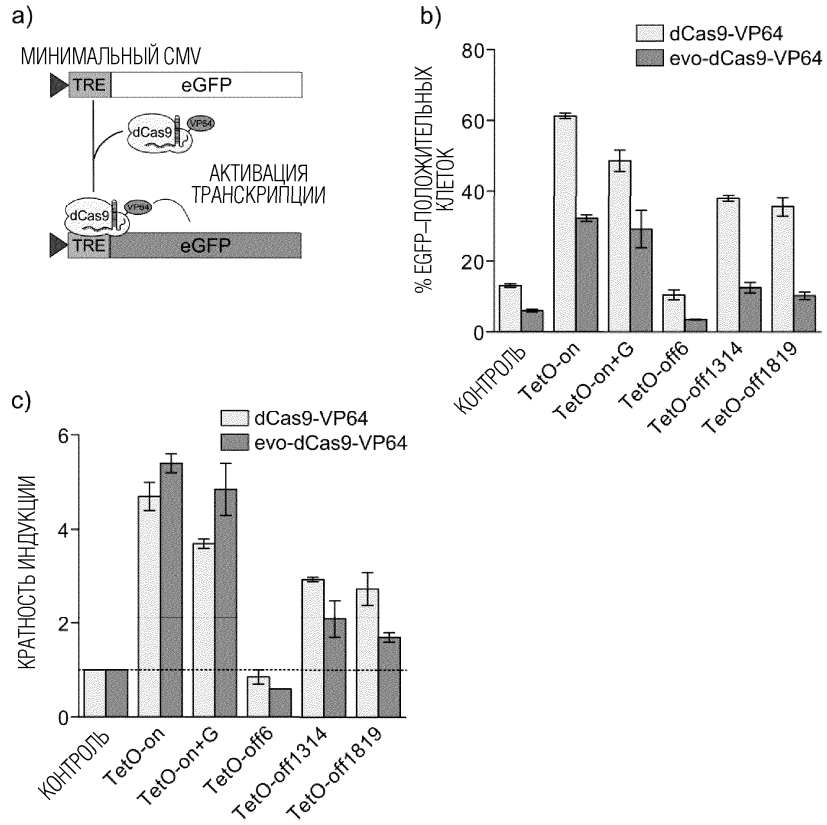 a)
МИНИМАЛЬНЫЙ CMV
TRE
eGFP
dCas9
VP64
АКТИВАЦИЯ
ТРАНСКРИПЦИИ
dCas9
VP64
TRE
eGFP
b)
dCas9-VP64
evo-dCas9-VP64
% EGFP–ПОЛОЖИТЕЛЬНЫХ
КЛЕТОК
80
60
40
20
0
КОНТРОЛЬ
TetO-on
TetO-on+G
TetO-off6
TetO-off1314
TetO-off1819
c)
dCas9-VP64
evo-dCas9-VP64
КРАТНОСТЬ ИНДУКЦИИ
6
4
2
0
КОНТРОЛЬ
TetO-on
TetO-on+G
TetO-off6
TetO-off1314
TetO-off1819